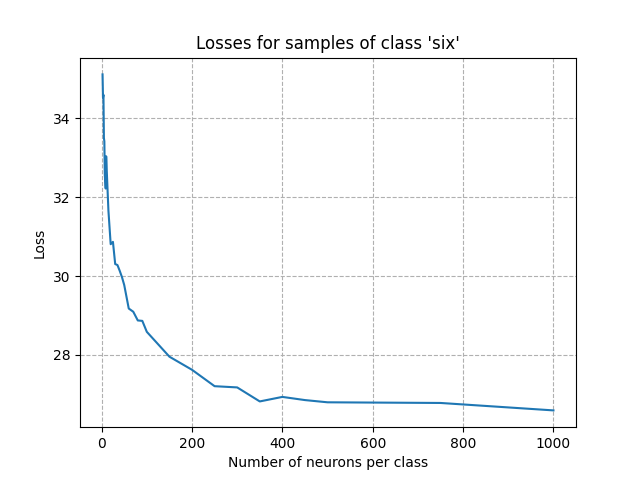 Losses for samples of class 'six'
34
32
30
28
Loss
0 200 400 600 800 1000
Number of neurons per class